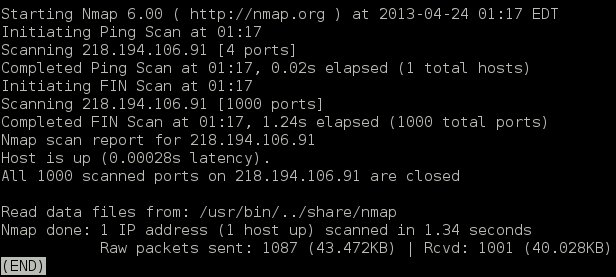 Starting Nmap 6.00 ( http://nmap.org ) at 2013-04-24 01:17 EDT
Initiating Ping Scan at 01:17
Scanning 218.194.106.91 [4 ports]
Completed Ping Scan at 01:17, 0.02s elapsed (1 total hosts)
Initiating FIN Scan at 01:17
Scanning 218.194.106.91 [1000 ports]
Completed FIN Scan at 01:17, 1.24s elapsed (1000 total ports)
Nmap scan report for 218.194.106.91
Host is up (0.00028s latency).
All 1000 scanned ports on 218.194.106.91 are closed
Read data files from: /usr/bin/../share/nmap
Nmap done: 1 IP address (1 host up) scanned in 1.34 seconds
Raw packets sent: 1087 (43.472KB) | Rcvd: 1001 (40.028KB)
(END)